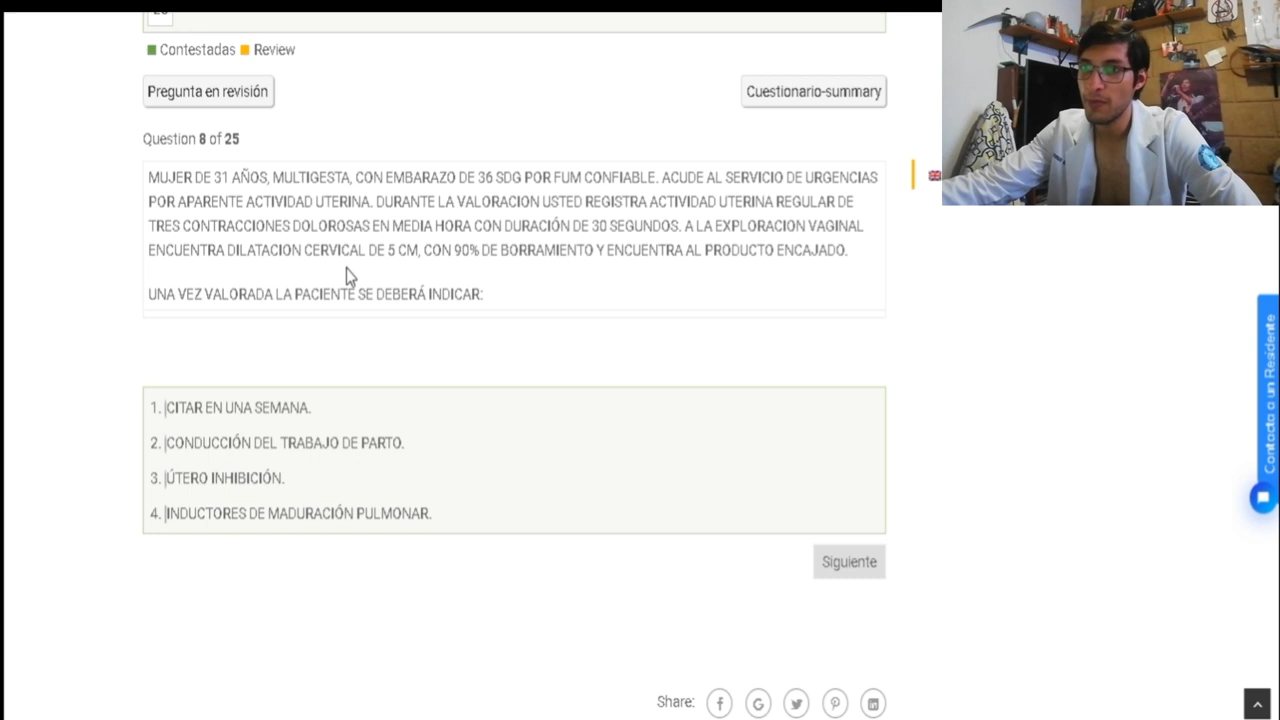 Contestadas Review
Pregunta en revisión
Cuestionario-summary
Question 8 of 25
MUJER DE 31 AÑOS, MULTIGESTA, CON EMBARAZO DE 36 SDG POR FUM CONFIABLE. ACUDE AL SERVICIO DE URGENCIAS
POR APARENTE ACTIVIDAD UTERINA. DURANTE LA VALORACION USTED REGISTRA ACTIVIDAD UTERINA REGULAR DE
TRES CONTRACCIONES DOLOROSAS EN MEDIA HORA CON DURACIÓN DE 30 SEGUNDOS. A LA EXPLORACION VAGINAL
ENCUENTRA DILATACION CERVICAL DE 5 CM, CON 90% DE BORRAMIENTO Y ENCUENTRA AL PRODUCTO ENCAJADO.
UNA VEZ VALORADA LA PACIENTE SE DEBERÁ INDICAR:
1. CITAR EN UNA SEMANA.
2. CONDUCCIÓN DEL TRABAJO DE PARTO.
3. ÚTERO INHIBICIÓN.
4. INDUCTORES DE MADURACIÓN PULMONAR.
Siguiente
Contacta a un Residente
Share: